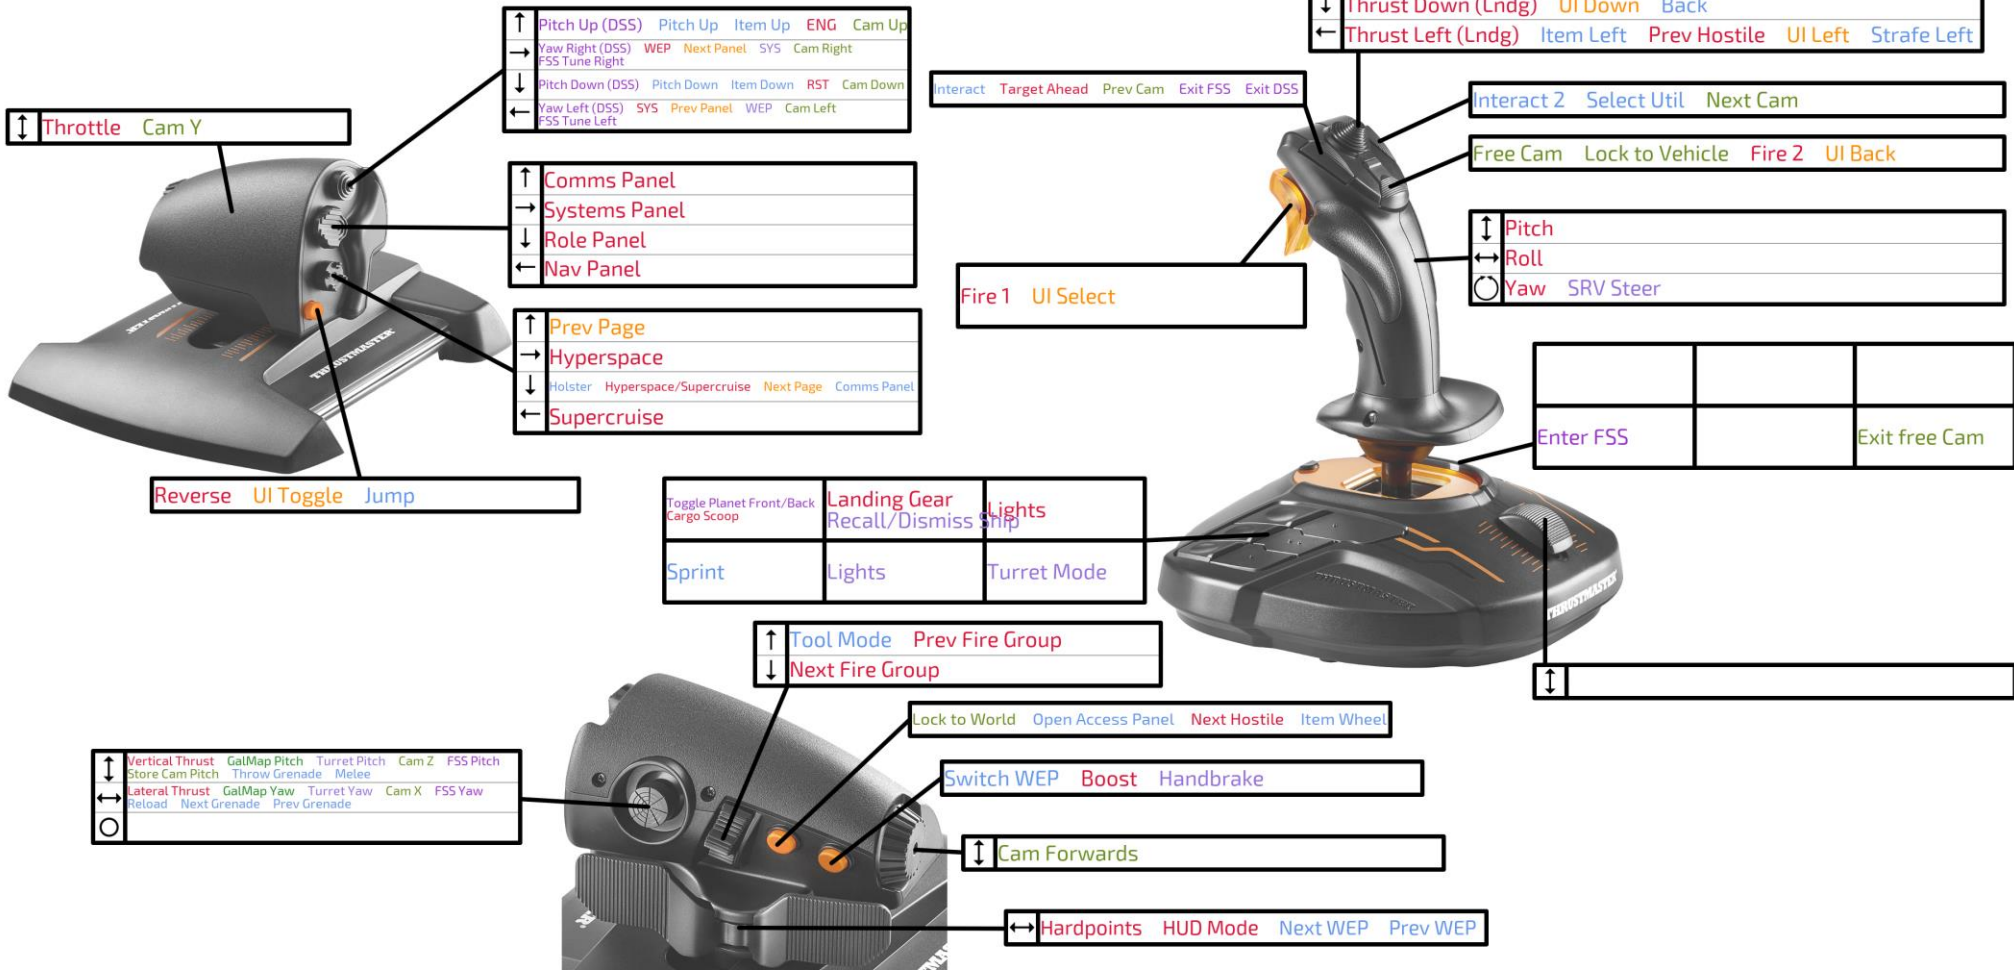 ↑ Pitch Up (DSS) Pitch Up Item Up ENG Cam Up
→ Yaw Right (DSS) WEP Next Panel SYS Cam Right
FSS Tune Right
↓ Pitch Down (DSS) Pitch Down Item Down RST Cam Down
← Yaw Left (DSS) SYS Prev Panel WEP Cam Left
FSS Tune Left
↓ Thrust Down (Lndg) UI Down Back
← Thrust Left (Lndg) Item Left Prev Hostile UI Left Strafe Left
Interact Target Ahead Prev Cam Exit FSS Exit DSS
Interact 2 Select Util Next Cam
↕ Throttle Cam Y
Free Cam Lock to Vehicle Fire 2 UI Back
↑ Comms Panel
→ Systems Panel
↓ Role Panel
← Nav Panel
↕ Pitch
↔ Roll
Yaw SRV Steer
Fire 1 UI Select
↑ Prev Page
→ Hyperspace
↓ Holster Hyperspace/Supercruise Next Page Comms Panel
← Supercruise
THRUSTMASTER
Enter FSS
Exit free Cam
Reverse UI Toggle Jump
Toggle Planet Front/Back
Cargo Scoop
Landing Gear
Recall/Dismiss Ship
Lights
Sprint
Lights
Turret Mode
THRUSTMASTER
THRUSTMASTER
↑ Tool Mode Prev Fire Group
↓ Next Fire Group
↕
Lock to World Open Access Panel Next Hostile Item Wheel
↕ Vertical Thrust GalMap Pitch Turret Pitch Cam Z FSS Pitch
Store Cam Pitch Throw Grenade Melee
↔ Lateral Thrust GalMap Yaw Turret Yaw Cam X FSS Yaw
Reload Next Grenade Prev Grenade
Switch WEP Boost Handbrake
↕ Cam Forwards
↔ Hardpoints HUD Mode Next WEP Prev WEP